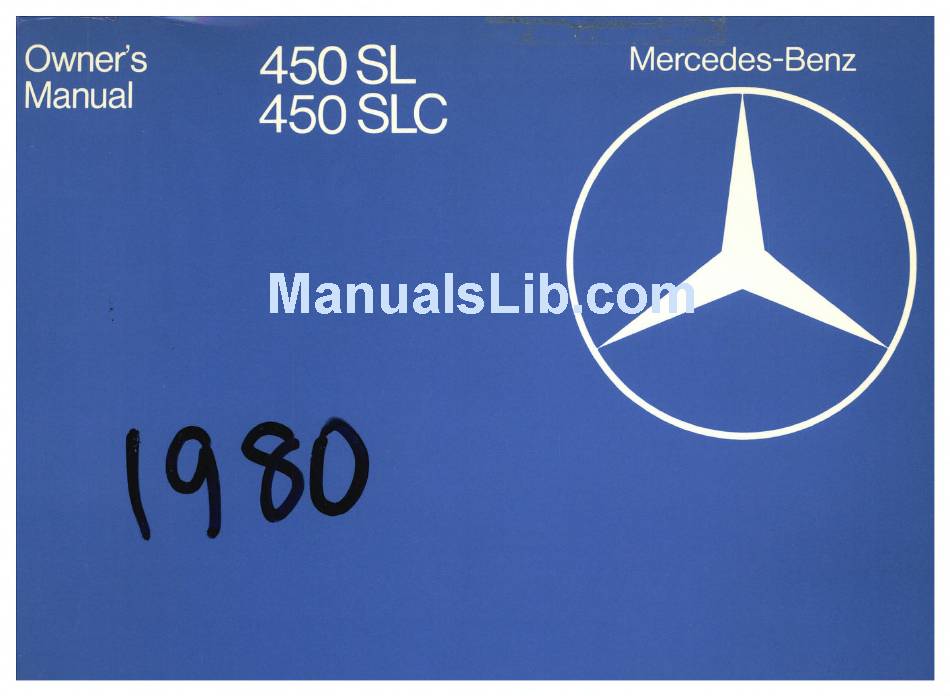 Owner's
Manual
450 SL
450 SLC
Mercedes-Benz
ManualsLib.com
1980